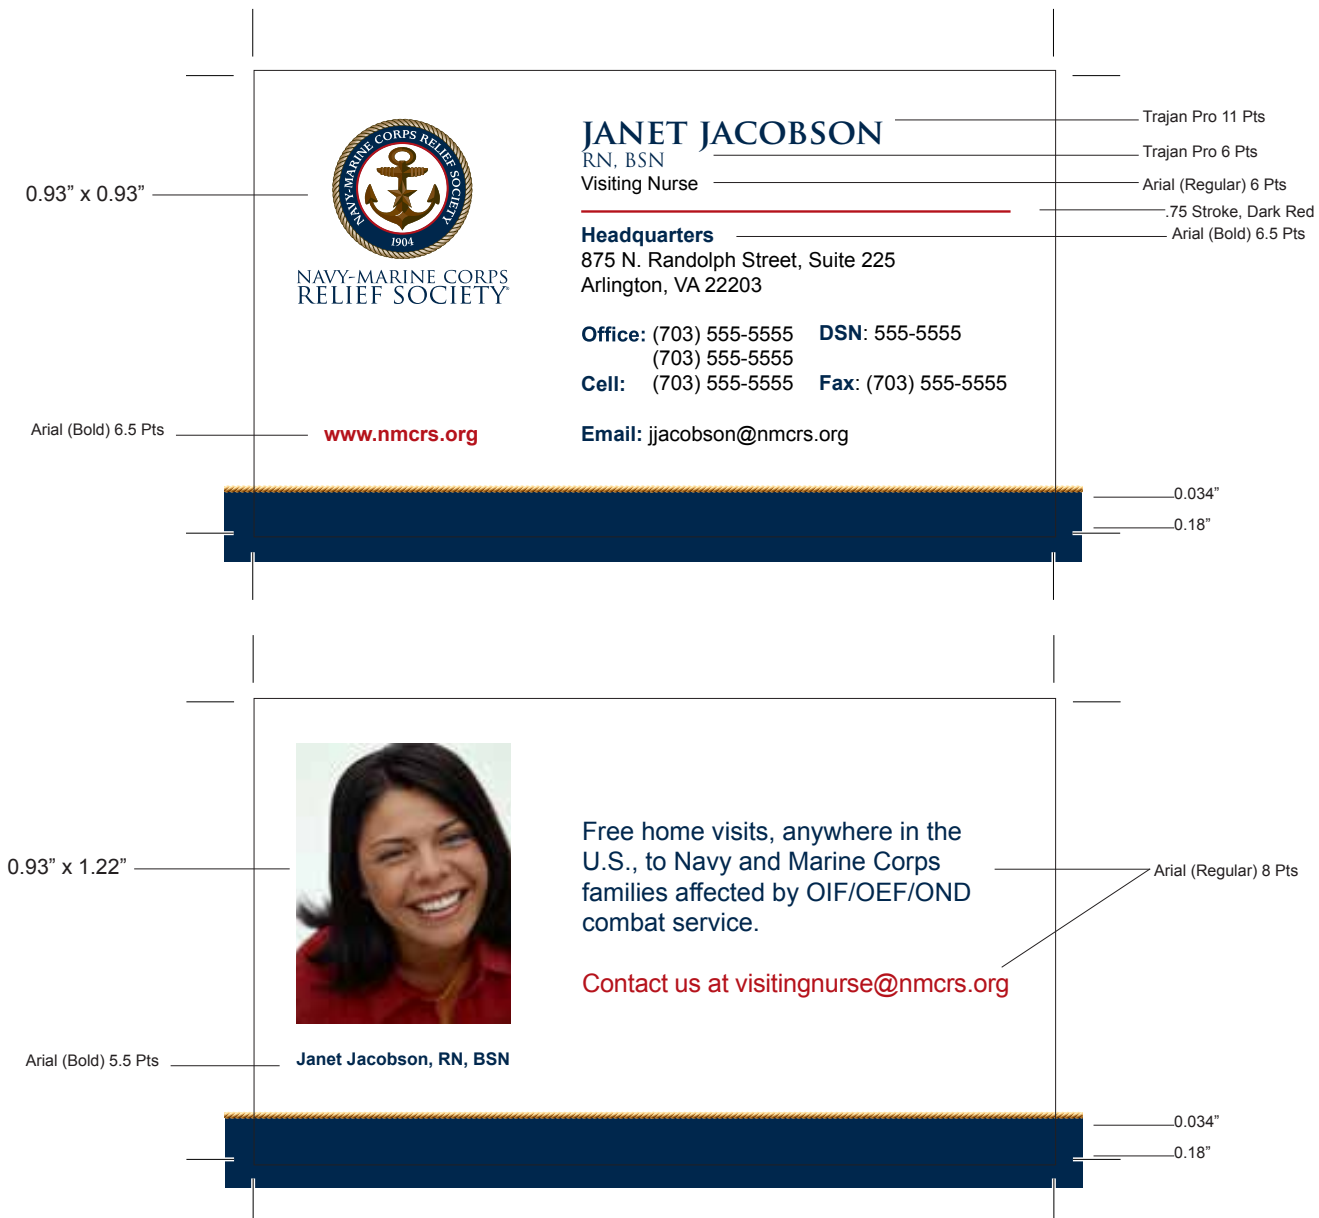 JANET JACOBSON
Trajan Pro 11 Pts
RN, BSN
Trajan Pro 6 Pts
Visiting Nurse
Arial (Regular) 6 Pts
.75 Stroke, Dark Red
0.93” x 0.93”
NAVY-MARINE CORPS RELIEF SOCIETY
1904
NAVY-MARINE CORPS
RELIEF SOCIETY®
Headquarters
Arial (Bold) 6.5 Pts
875 N. Randolph Street, Suite 225
Arlington, VA 22203
Office: (703) 555-5555 DSN: 555-5555
(703) 555-5555
Cell: (703) 555-5555 Fax: (703) 555-5555
Arial (Bold) 6.5 Pts
www.nmcrs.org
Email: jjacobson@nmcrs.org
0.034”
0.18”
0.93” x 1.22”
Free home visits, anywhere in the
U.S., to Navy and Marine Corps
families affected by OIF/OEF/OND
combat service.
Arial (Regular) 8 Pts
Contact us at visitingnurse@nmcrs.org
Arial (Bold) 5.5 Pts
Janet Jacobson, RN, BSN
0.034”
0.18”